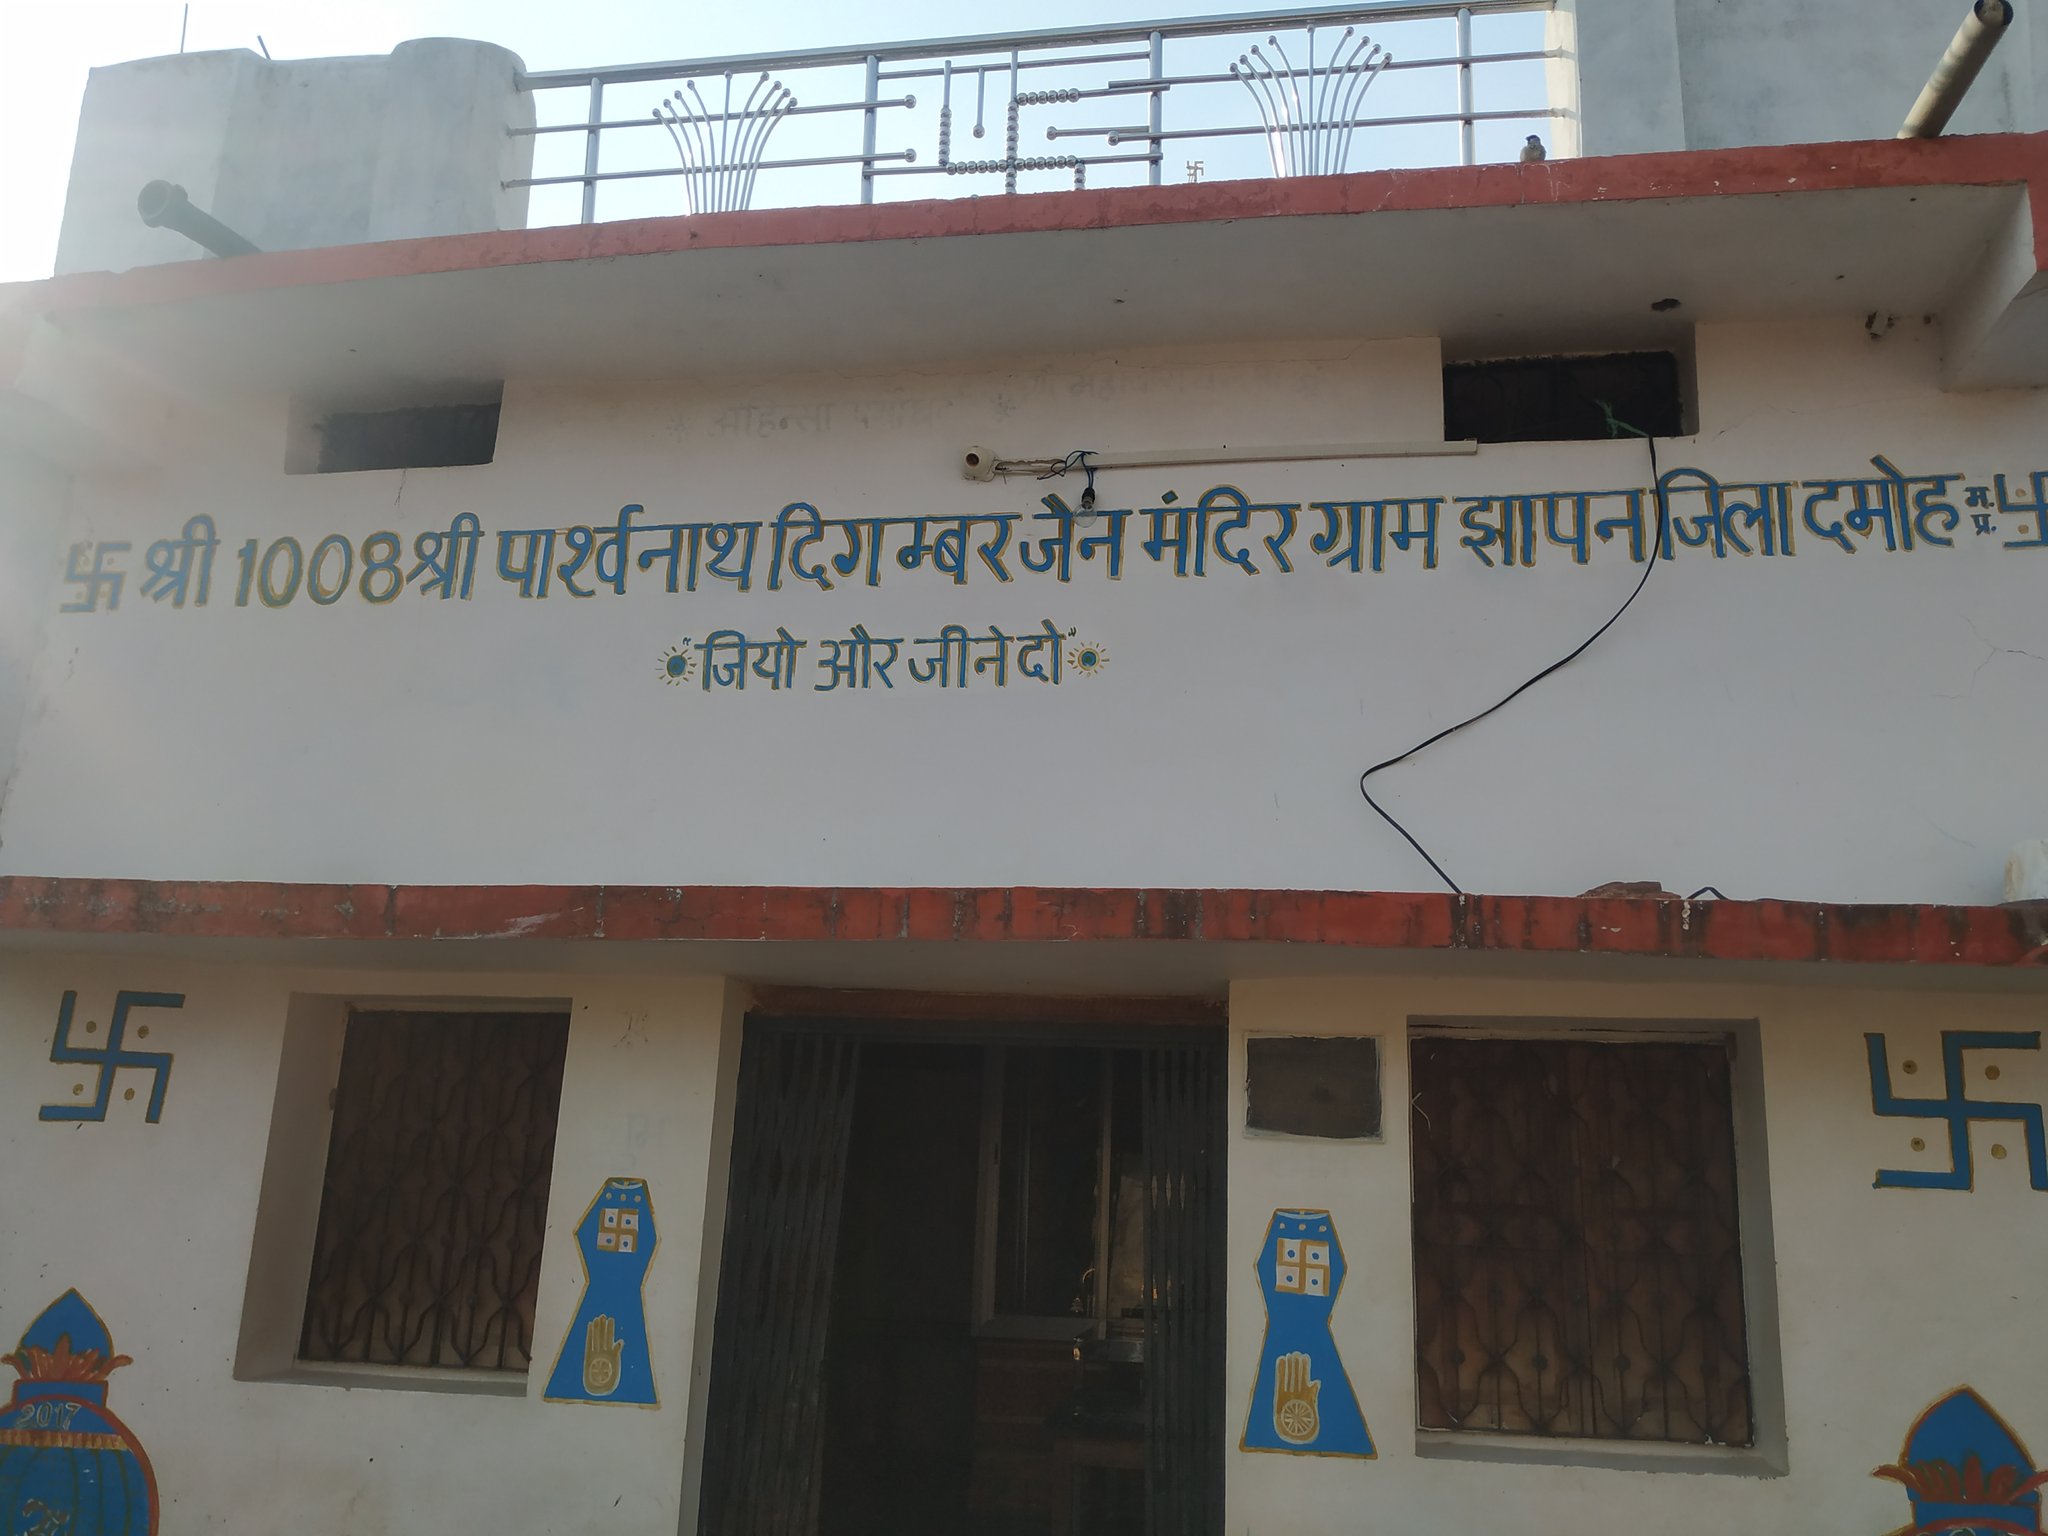 श्री 1008 श्री पार्श्वनाथ दिगम्बर जैन मंदिर ग्राम झापन जिला दमोह म.प्र.
"जियो और जीने दो"
2017